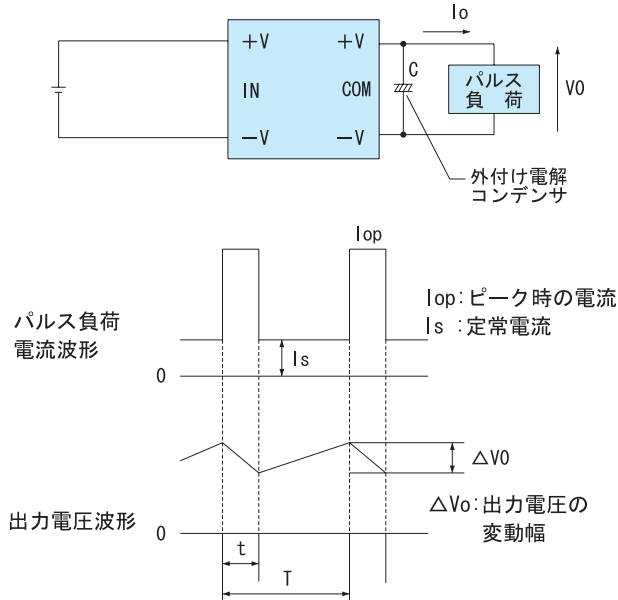 Io
+V +V
IN COM C パルス 負 荷 VO
−V −V
外付け電解
コンデンサ
Iop
パルス負荷
電流波形
Iop：ピーク時の電流
Is ：定常電流
Is
0
△VO
出力電圧波形
0
△Vo：出力電圧の
変動幅
t
T